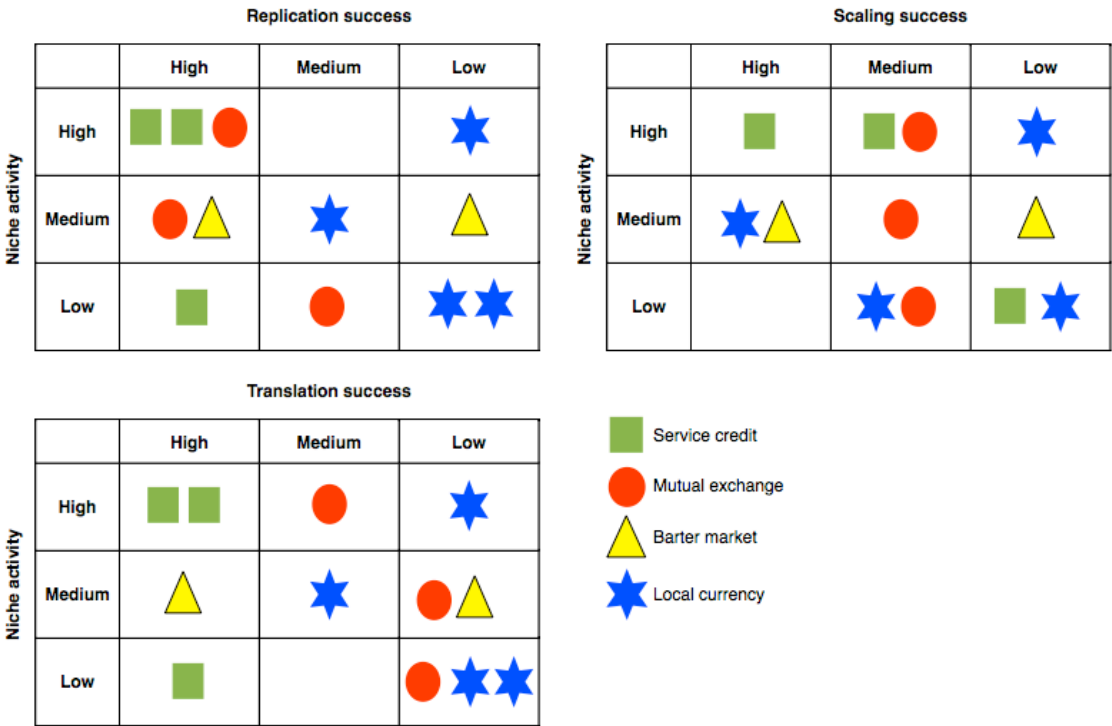 Replication success
High Medium Low
High
Medium
Low
Niche activity
Scaling success
High Medium Low
High
Medium
Low
Niche activity
Translation success
High Medium Low
High
Medium
Low
Niche activity
Service credit
Mutual exchange
Barter market
Local currency